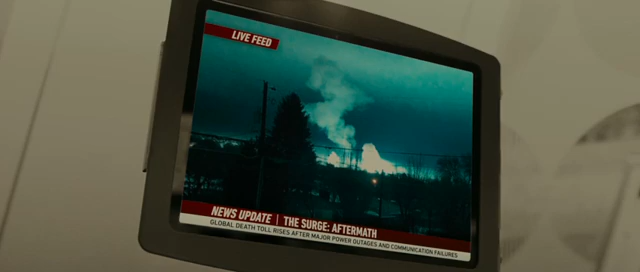 LIVE FEED
NEWS UPDATE | THE SURGE: AFTERMATH
GLOBAL DEATH TOLL RISES AFTER MAJOR POWER OUTAGES AND COMMUNICATION FAILURES